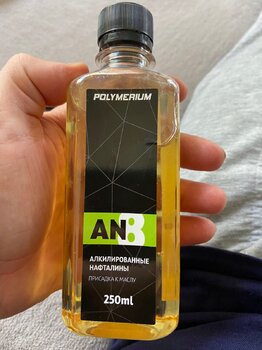 POLYMERIUM
AN8
АЛКИЛИРОВАННЫЕ
НАФТАЛИНЫ
ПРИСАДКА К МАСЛУ
250ml